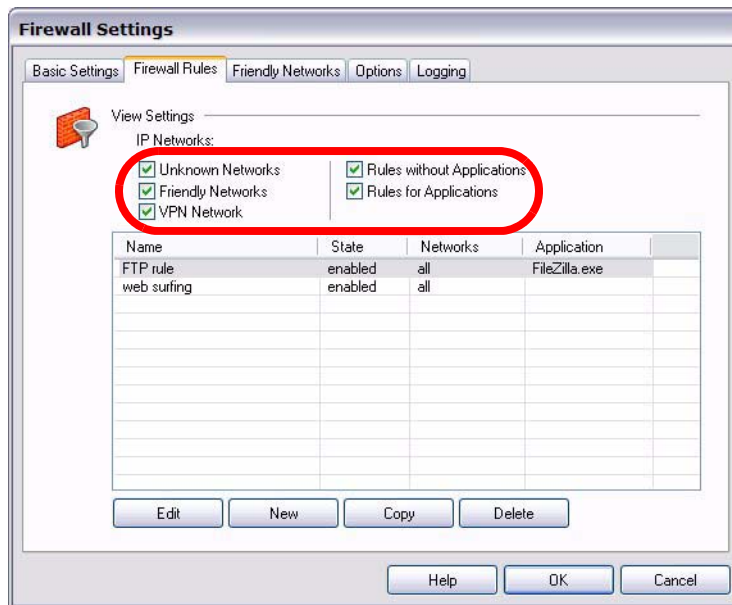 Firewall Settings
Basic Settings Firewall Rules Friendly Networks Options Logging
View Settings
IP Networks:
Unknown Networks Rules without Applications
Friendly Networks Rules for Applications
VPN Network
Name State Networks Application
FTP rule enabled all FileZilla.exe
web surfing enabled all
Edit New Copy Delete
Help OK Cancel